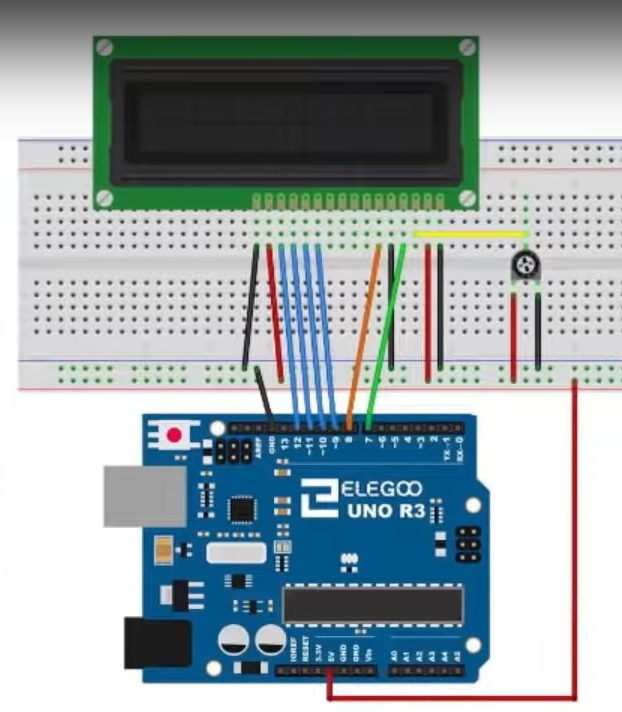 AREF
GND
13
12
~11
~10
~9
8
7
~6
~5
4
~3
2
TX→1
RX←0
ELEGOO
UNO R3
IOREF
RESET
3.3V
5V
GND
GND
Vin
A0
A1
A2
A3
A4
A5